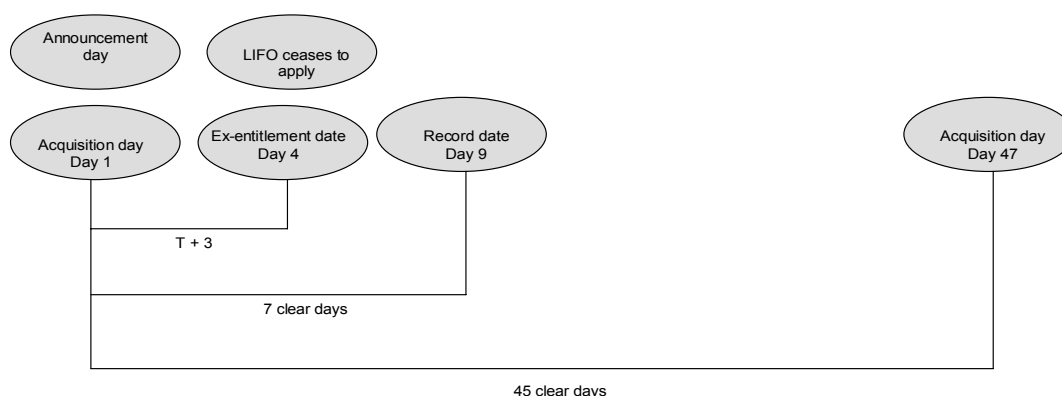 Announcement
day
LIFO ceases to
apply
Acquisition day
Day 1
Ex-entitlement date
Day 4
Record date
Day 9
Acquisition day
Day 47
T + 3
7 clear days
45 clear days